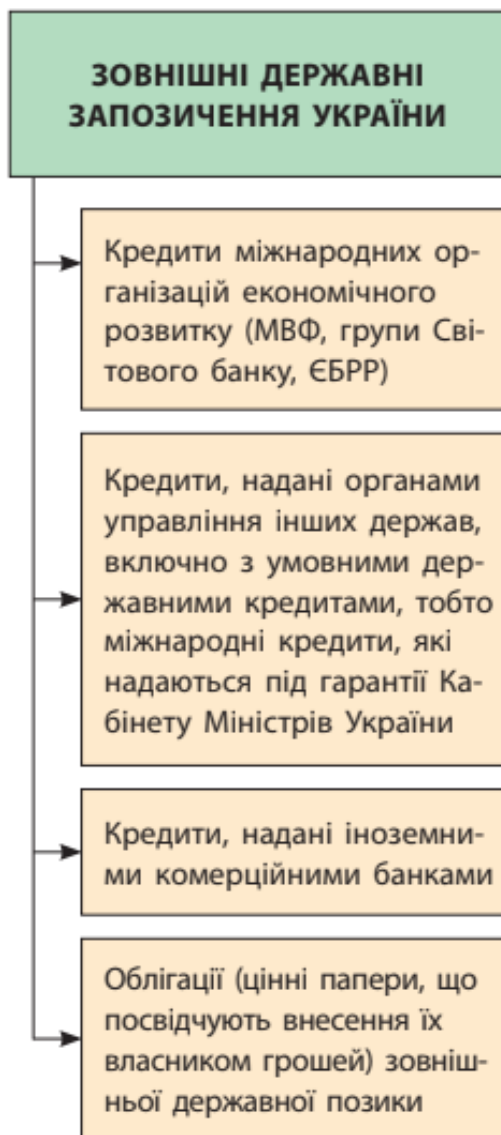 ЗОВНІШНІ ДЕРЖАВНІ
ЗАПОЗИЧЕННЯ УКРАЇНИ
Кредити міжнародних ор-
ганізацій економічного
розвитку (МВФ, групи Сві-
тового банку, ЄБРР)
Кредити, надані органами
управління інших держав,
включно з умовними дер-
жавними кредитами, тобто
міжнародні кредити, які
надаються під гарантії Ка-
бінету Міністрів України
Кредити, надані іноземни-
ми комерційними банками
Облігації (цінні папери, що
посвідчують внесення їх
власником грошей) зовніш-
ньої державної позики